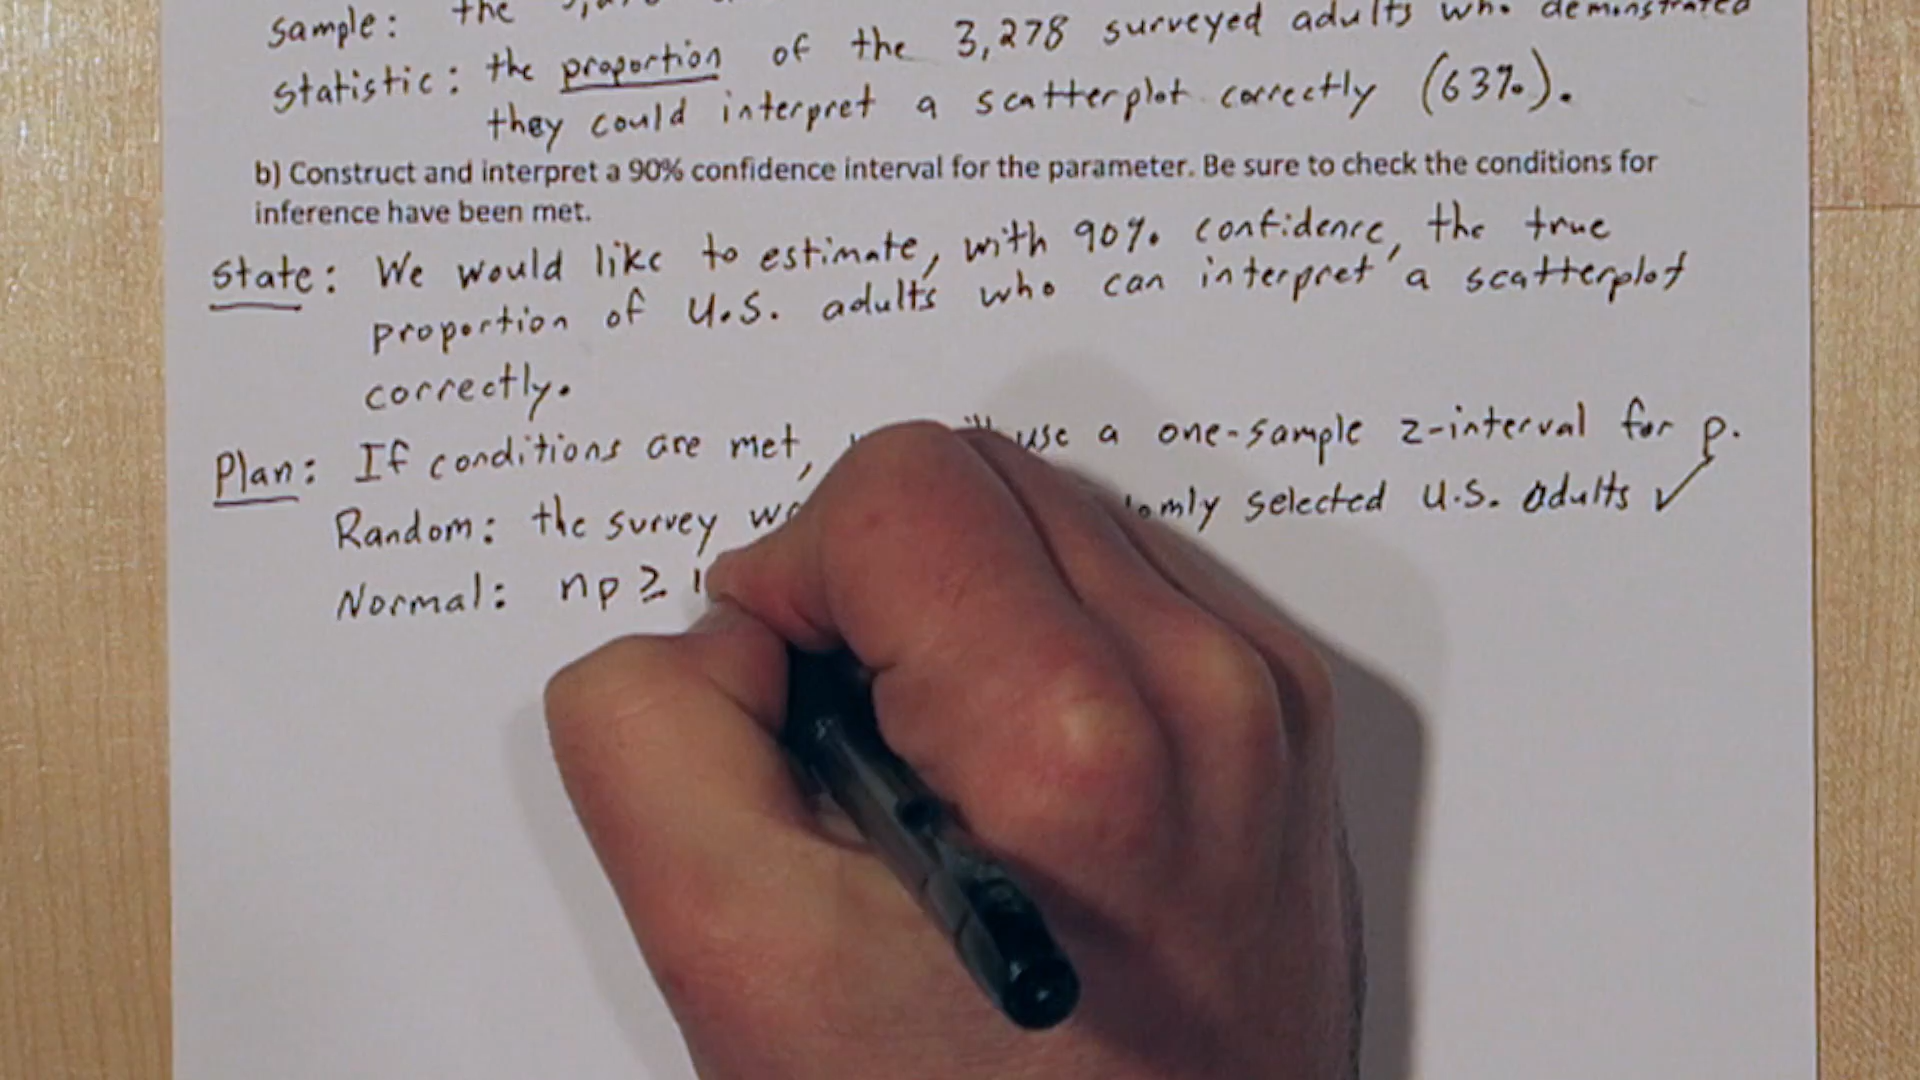 sample: the
statistic: the proportion of the 3,278 surveyed adults who demonstrated
they could interpret a scatterplot correctly (63%).
b) Construct and interpret a 90% confidence interval for the parameter. Be sure to check the conditions for
inference have been met.
State: We would like to estimate, with 90% confidence, the true
proportion of U.S. adults who can interpret a scatterplot
correctly.
Plan: If conditions are met, use a one-sample z-interval for p.
Random: the survey selected U.S. adults ✓
Normal: np ≥